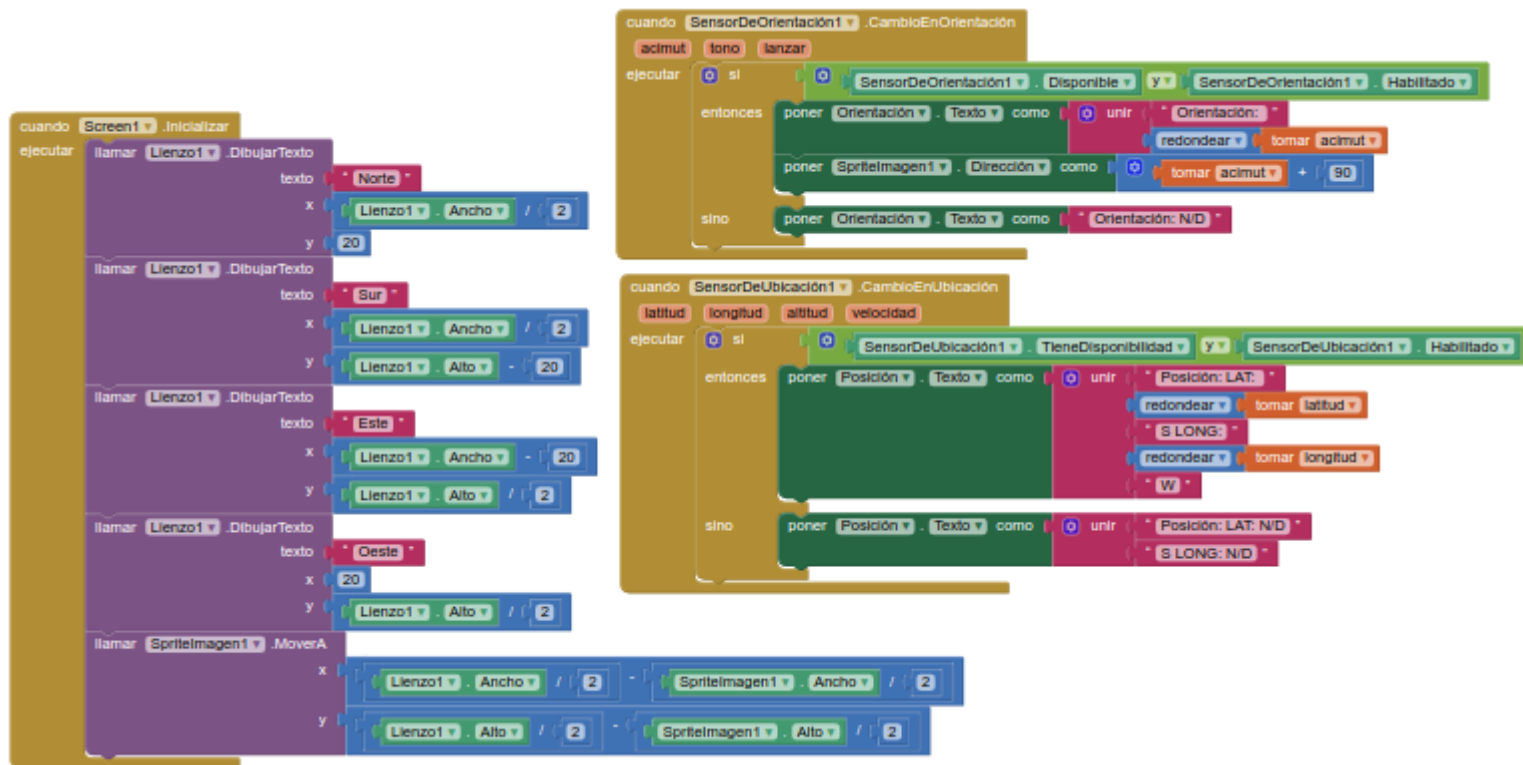 cuando Screen1 .Inicializar
ejecutar llamar Lienzo1 .DibujarTexto
texto " Norte "
x Lienzo1 . Ancho / 2
y 20
llamar Lienzo1 .DibujarTexto
texto " Sur "
x Lienzo1 . Ancho / 2
y Lienzo1 . Alto - 20
llamar Lienzo1 .DibujarTexto
texto " Este "
x Lienzo1 . Ancho - 20
y Lienzo1 . Alto / 2
llamar Lienzo1 .DibujarTexto
texto " Oeste "
x 20
y Lienzo1 . Alto / 2
llamar SpriteImagen1 .MoverA
x Lienzo1 . Ancho / 2 - SpriteImagen1 . Ancho / 2
y Lienzo1 . Alto / 2 - SpriteImagen1 . Alto / 2
cuando SensorDeOrientación1 .CambioEnOrientación
acimut tono lanzar
ejecutar si SensorDeOrientación1 . Disponible y SensorDeOrientación1 . Habilitado
entonces poner Orientación . Texto como unir " Orientación: "
redondear tomar acimut
poner SpriteImagen1 . Dirección como tomar acimut + 90
sino poner Orientación . Texto como " Orientación: N/D "
cuando SensorDeUbicación1 .CambioEnUbicación
latitud longitud altitud velocidad
ejecutar si SensorDeUbicación1 . TieneDisponibilidad y SensorDeUbicación1 . Habilitado
entonces poner Posición . Texto como unir " Posición: LAT: "
redondear tomar latitud
" S LONG: "
redondear tomar longitud
" W "
sino poner Posición . Texto como unir " Posición: LAT: N/D "
" S LONG: N/D "